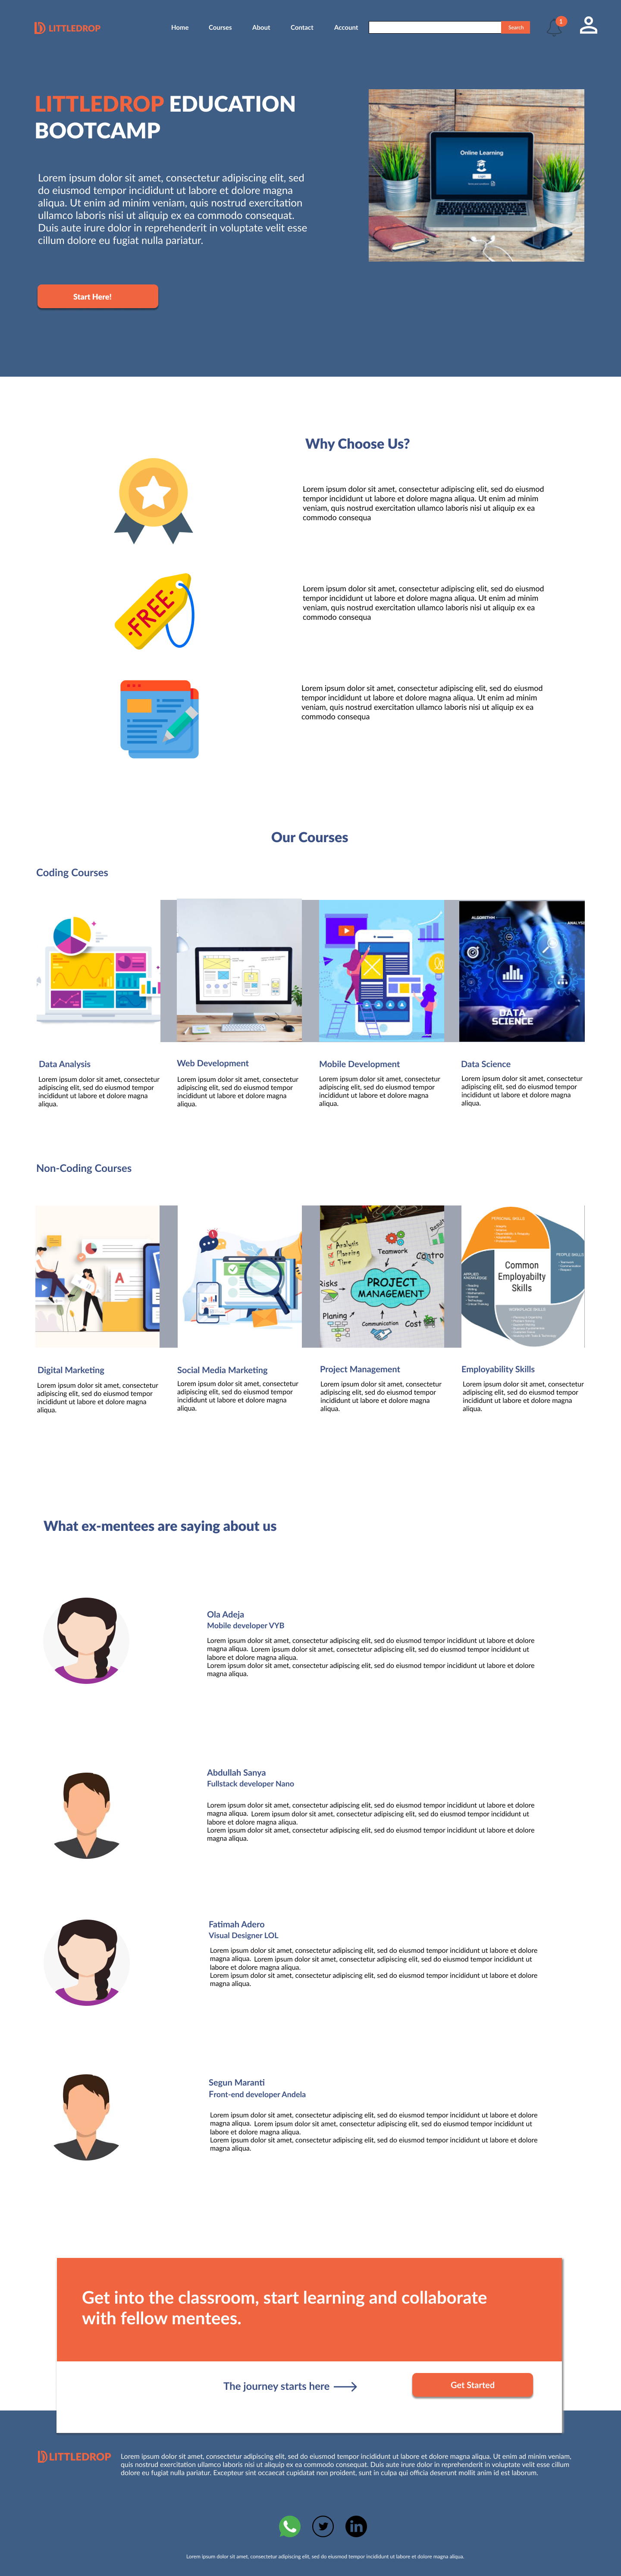 LITTLEDROP
Home Courses About Contact Account Search 1
LITTLEDROP EDUCATION
BOOTCAMP
Lorem ipsum dolor sit amet, consectetur adipiscing elit, sed
do eiusmod tempor incididunt ut labore et dolore magna
aliqua. Ut enim ad minim veniam, quis nostrud exercitation
ullamco laboris nisi ut aliquip ex ea commodo consequat.
Duis aute irure dolor in reprehenderit in voluptate velit esse
cillum dolore eu fugiat nulla pariatur.
Online Learning
Start Here!
Why Choose Us?
Lorem ipsum dolor sit amet, consectetur adipiscing elit, sed do eiusmod
tempor incididunt ut labore et dolore magna aliqua. Ut enim ad minim
veniam, quis nostrud exercitation ullamco laboris nisi ut aliquip ex ea
commodo consequa
-FREE-
Lorem ipsum dolor sit amet, consectetur adipiscing elit, sed do eiusmod
tempor incididunt ut labore et dolore magna aliqua. Ut enim ad minim
veniam, quis nostrud exercitation ullamco laboris nisi ut aliquip ex ea
commodo consequa
Lorem ipsum dolor sit amet, consectetur adipiscing elit, sed do eiusmod
tempor incididunt ut labore et dolore magna aliqua. Ut enim ad minim
veniam, quis nostrud exercitation ullamco laboris nisi ut aliquip ex ea
commodo consequa
Our Courses
Coding Courses
ALGORITHM
ANALYS
DATA
SCIENCE
Data Analysis
Lorem ipsum dolor sit amet, consectetur
adipiscing elit, sed do eiusmod tempor
incididunt ut labore et dolore magna
aliqua.
Web Development
Lorem ipsum dolor sit amet, consectetur
adipiscing elit, sed do eiusmod tempor
incididunt ut labore et dolore magna
aliqua.
Mobile Development
Lorem ipsum dolor sit amet, consectetur
adipiscing elit, sed do eiusmod tempor
incididunt ut labore et dolore magna
aliqua.
Data Science
Lorem ipsum dolor sit amet, consectetur
adipiscing elit, sed do eiusmod tempor
incididunt ut labore et dolore magna
aliqua.
Non-Coding Courses
A
Analysis
Planning
Time
Teamwork
Result
Contro
Risks
PROJECT
MANAGEMENT
Planing
Communication
Cost
PERSONAL SKILLS
PEOPLE SKILLS
APPLIED
KNOWLEDGE
Common
Employabilty
Skills
WORKPLACE SKILLS
Digital Marketing
Lorem ipsum dolor sit amet, consectetur
adipiscing elit, sed do eiusmod tempor
incididunt ut labore et dolore magna
aliqua.
Social Media Marketing
Lorem ipsum dolor sit amet, consectetur
adipiscing elit, sed do eiusmod tempor
incididunt ut labore et dolore magna
aliqua.
Project Management
Lorem ipsum dolor sit amet, consectetur
adipiscing elit, sed do eiusmod tempor
incididunt ut labore et dolore magna
aliqua.
Employability Skills
Lorem ipsum dolor sit amet, consectetur
adipiscing elit, sed do eiusmod tempor
incididunt ut labore et dolore magna
aliqua.
What ex-mentees are saying about us
Ola Adeja
Mobile developer VYB
Lorem ipsum dolor sit amet, consectetur adipiscing elit, sed do eiusmod tempor incididunt ut labore et dolore
magna aliqua. Lorem ipsum dolor sit amet, consectetur adipiscing elit, sed do eiusmod tempor incididunt ut
labore et dolore magna aliqua.
Lorem ipsum dolor sit amet, consectetur adipiscing elit, sed do eiusmod tempor incididunt ut labore et dolore
magna aliqua.
Abdullah Sanya
Fullstack developer Nano
Lorem ipsum dolor sit amet, consectetur adipiscing elit, sed do eiusmod tempor incididunt ut labore et dolore
magna aliqua. Lorem ipsum dolor sit amet, consectetur adipiscing elit, sed do eiusmod tempor incididunt ut
labore et dolore magna aliqua.
Lorem ipsum dolor sit amet, consectetur adipiscing elit, sed do eiusmod tempor incididunt ut labore et dolore
magna aliqua.
Fatimah Adero
Visual Designer LOL
Lorem ipsum dolor sit amet, consectetur adipiscing elit, sed do eiusmod tempor incididunt ut labore et dolore
magna aliqua. Lorem ipsum dolor sit amet, consectetur adipiscing elit, sed do eiusmod tempor incididunt ut
labore et dolore magna aliqua.
Lorem ipsum dolor sit amet, consectetur adipiscing elit, sed do eiusmod tempor incididunt ut labore et dolore
magna aliqua.
Segun Maranti
Front-end developer Andela
Lorem ipsum dolor sit amet, consectetur adipiscing elit, sed do eiusmod tempor incididunt ut labore et dolore
magna aliqua. Lorem ipsum dolor sit amet, consectetur adipiscing elit, sed do eiusmod tempor incididunt ut
labore et dolore magna aliqua.
Lorem ipsum dolor sit amet, consectetur adipiscing elit, sed do eiusmod tempor incididunt ut labore et dolore
magna aliqua.
Get into the classroom, start learning and collaborate
with fellow mentees.
The journey starts here
Get Started
LITTLEDROP
Lorem ipsum dolor sit amet, consectetur adipiscing elit, sed do eiusmod tempor incididunt ut labore et dolore magna aliqua. Ut enim ad minim veniam,
quis nostrud exercitation ullamco laboris nisi ut aliquip ex ea commodo consequat. Duis aute irure dolor in reprehenderit in voluptate velit esse cillum
dolore eu fugiat nulla pariatur. Excepteur sint occaecat cupidatat non proident, sunt in culpa qui officia deserunt mollit anim id est laborum.
in
Lorem ipsum dolor sit amet, consectetur adipiscing elit, sed do eiusmod tempor incididunt ut labore et dolore magna aliqua.